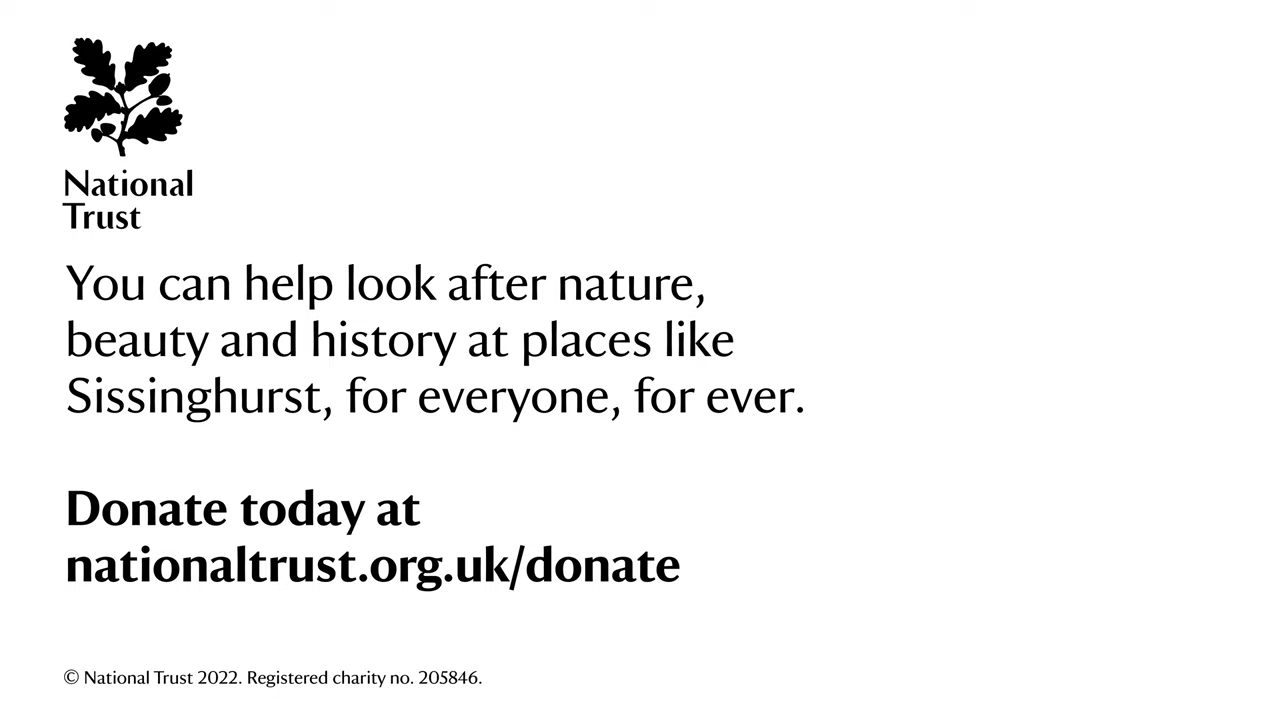 National
Trust
You can help look after nature,
beauty and history at places like
Sissinghurst, for everyone, for ever.
Donate today at
nationaltrust.org.uk/donate
© National Trust 2022. Registered charity no. 205846.